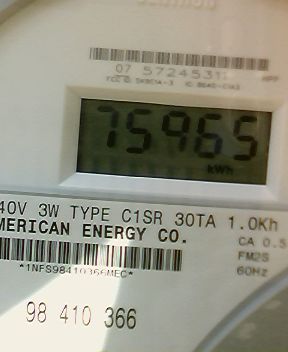 07 5724531
75965
kWh
40V 3W TYPE C1SR 30TA 1.0Kh
MERICAN ENERGY CO.
CA 0.5
*1NFS98410366MEC*
FM2S
60Hz
98 410 366